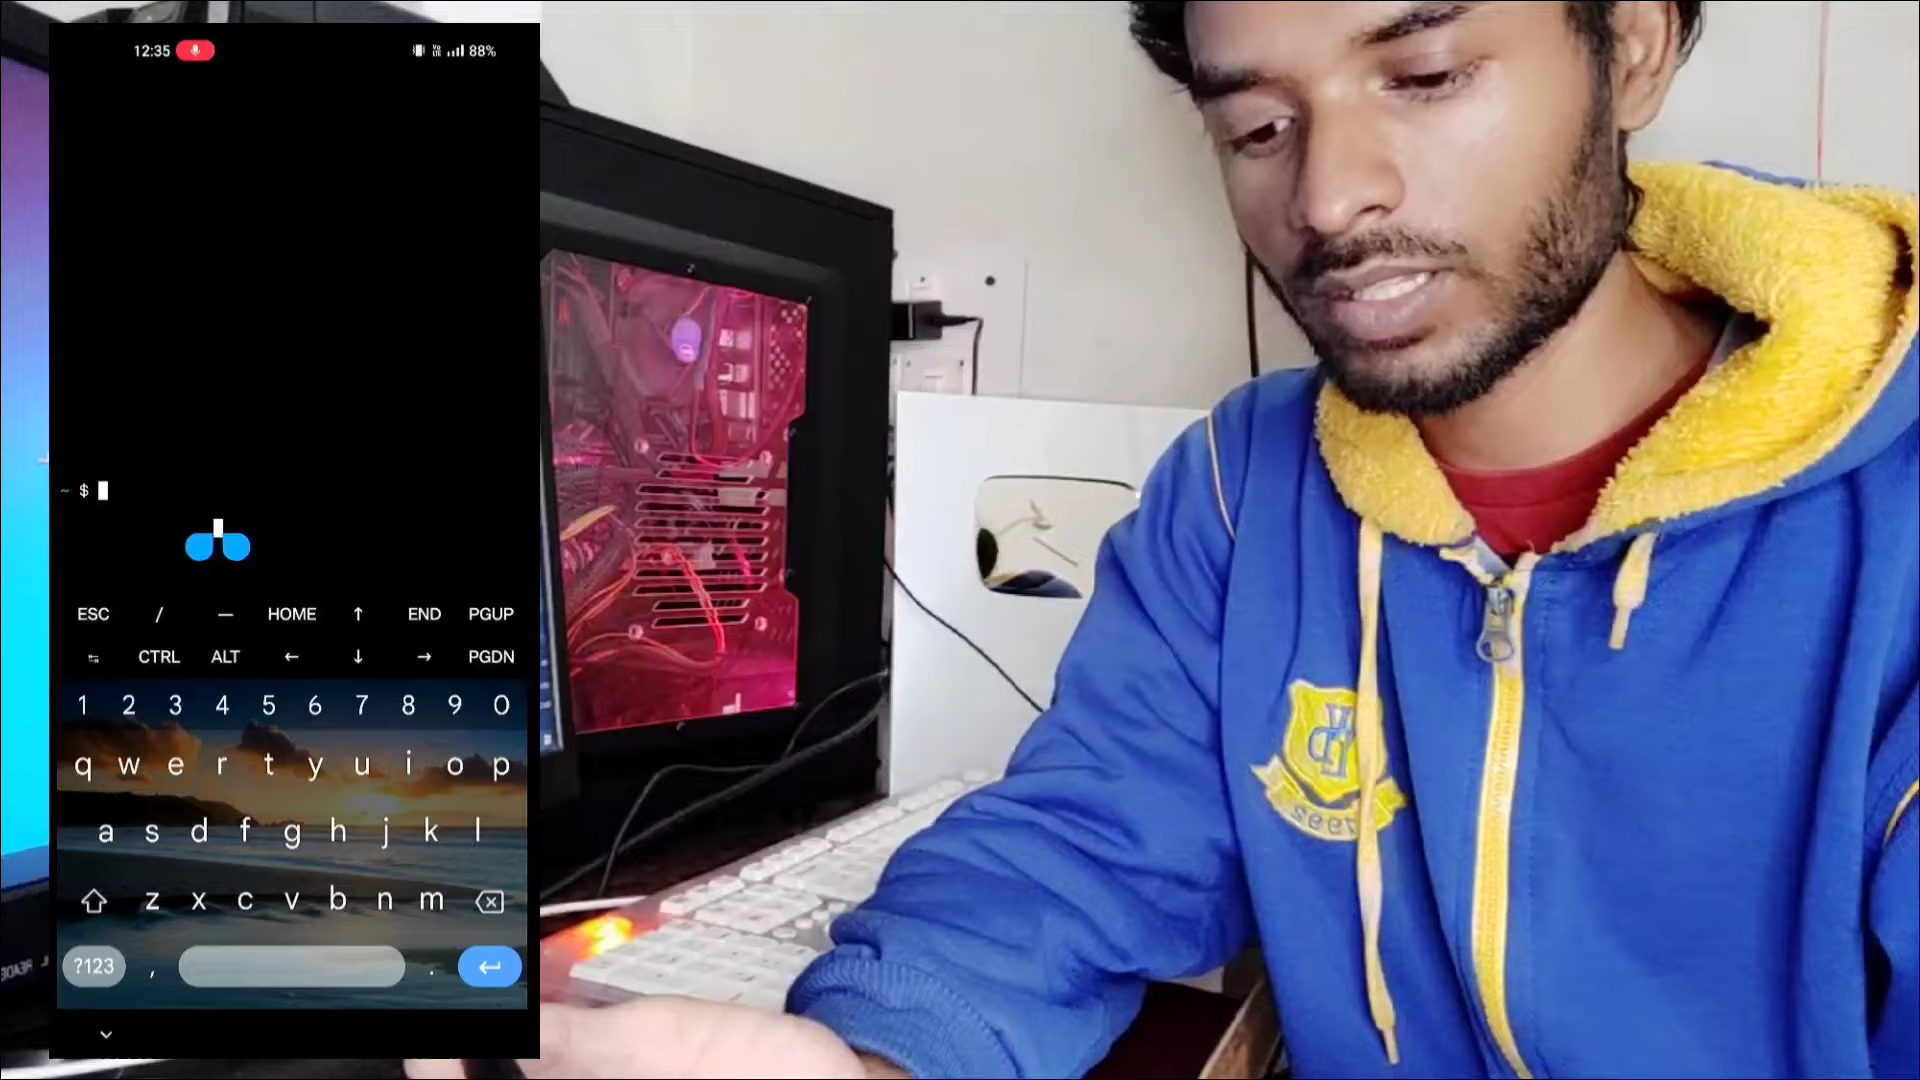 12:35 88%
~ $
ESC / — HOME ↑ END PGUP
CTRL ALT ← ↓ → PGDN
1 2 3 4 5 6 7 8 9 0
q w e r t y u i o p
a s d f g h j k l
z x c v b n m
?123 , .